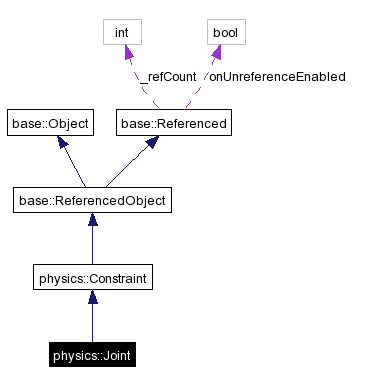 int
bool
_refCount
onUnreferenceEnabled
base::Object
base::Referenced
base::ReferencedObject
physics::Constraint
physics::Joint